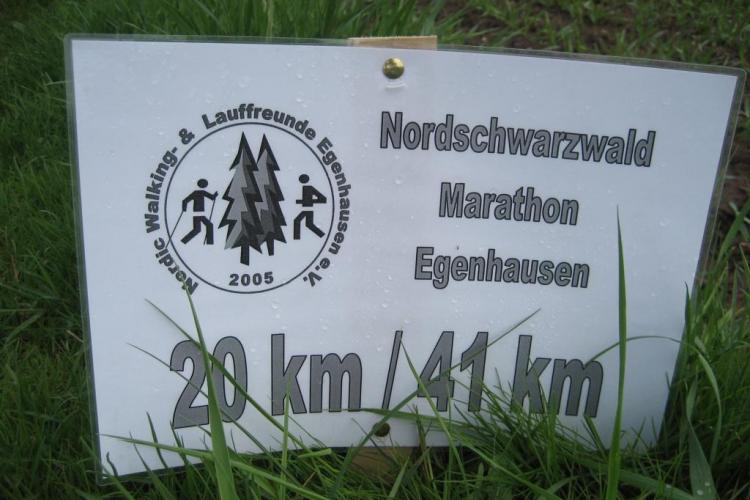 Nordic Walking- & Lauffreunde Egenhausen e.V.
2005
Nordschwarzwald
Marathon
Egenhausen
20 km / 41 km